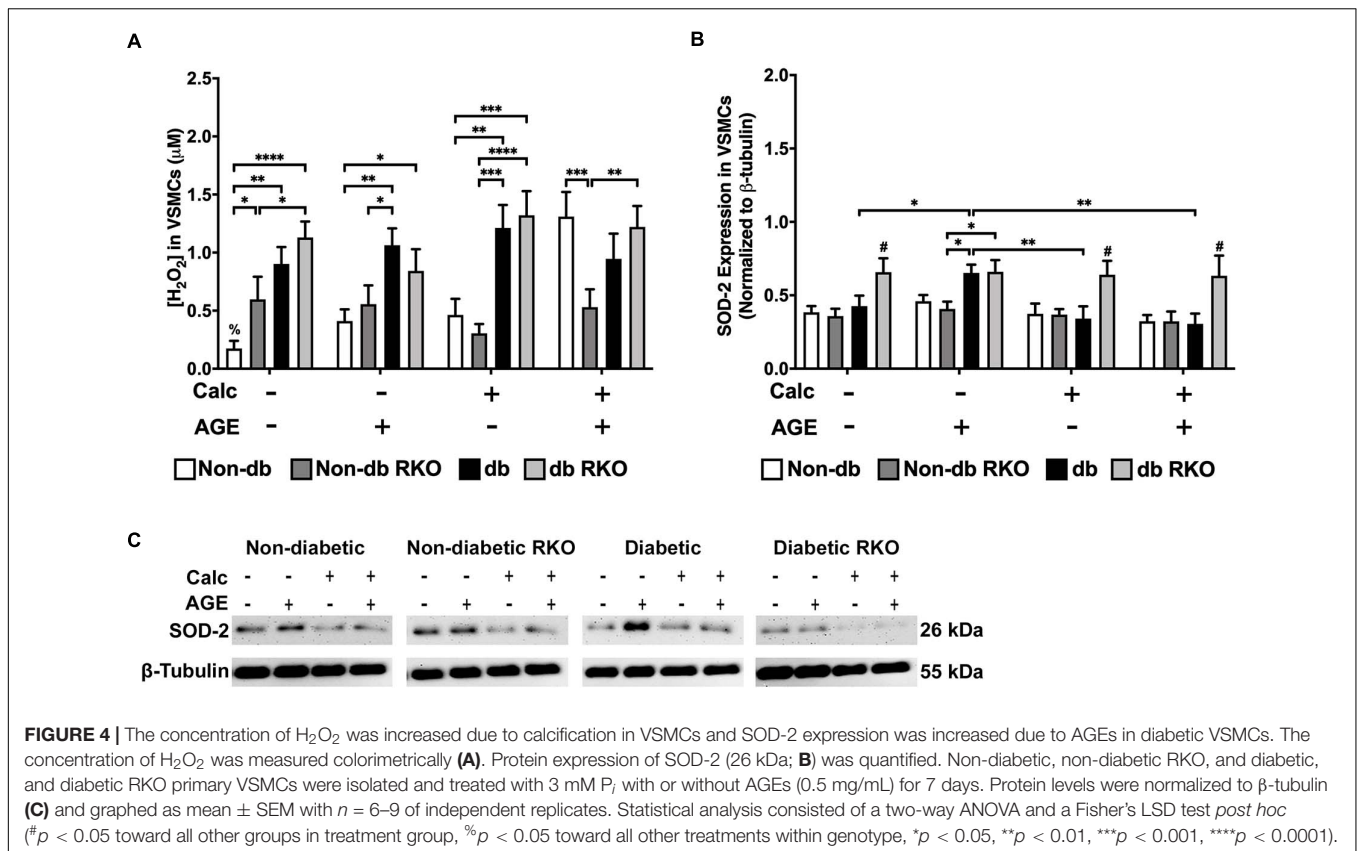 A
B
2.5
2.0
1.5
1.0
0.5
0.0
[H₂O₂] in VSMCs (µM)
****
**
*
*
%
*
**
*
***
**
****
***
***
**
Calc - - + +
AGE - + - +
Non-db Non-db RKO db db RKO
2.0
1.5
1.0
0.5
0.0
SOD-2 Expression in VSMCs
(Normalized to β-tubulin)
*
**
*
*
**
#
#
#
Calc - - + +
AGE - + - +
Non-db Non-db RKO db db RKO
C
Non-diabetic Non-diabetic RKO Diabetic Diabetic RKO
Calc - - + + - - + + - - + + - - + +
AGE - + - + - + - + - + - + - + - +
SOD-2 26 kDa
β-Tubulin 55 kDa
FIGURE 4 | The concentration of H₂O₂ was increased due to calcification in VSMCs and SOD-2 expression was increased due to AGEs in diabetic VSMCs. The
concentration of H₂O₂ was measured colorimetrically (A). Protein expression of SOD-2 (26 kDa; B) was quantified. Non-diabetic, non-diabetic RKO, and diabetic,
and diabetic RKO primary VSMCs were isolated and treated with 3 mM Pᵢ with or without AGEs (0.5 mg/mL) for 7 days. Protein levels were normalized to β-tubulin
(C) and graphed as mean ± SEM with n = 6–9 of independent replicates. Statistical analysis consisted of a two-way ANOVA and a Fisher's LSD test post hoc
(#p < 0.05 toward all other groups in treatment group, %p < 0.05 toward all other treatments within genotype, *p < 0.05, **p < 0.01, ***p < 0.001, ****p < 0.0001).